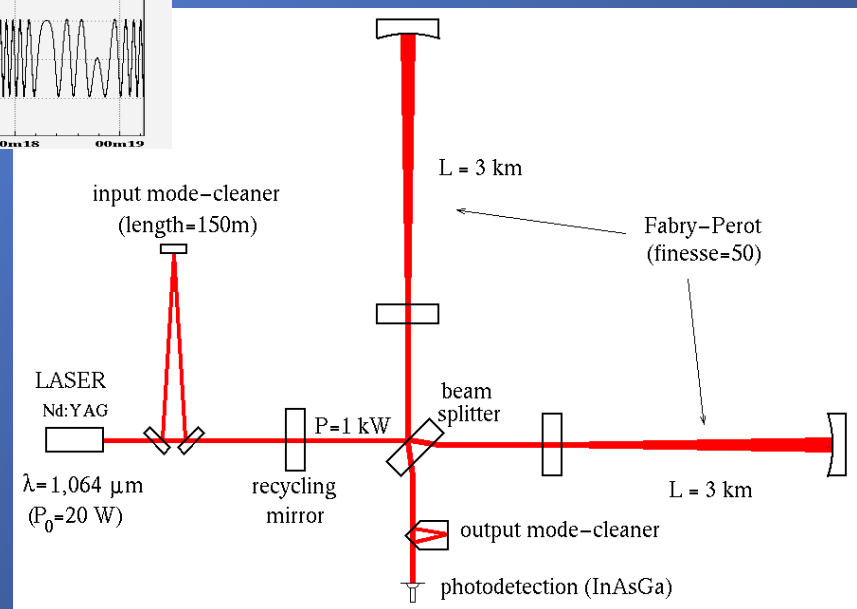 00m19
L = 3 km
input mode-cleaner
(length=150m)
Fabry-Perot
(finesse=50)
LASER
Nd:YAG
beam
splitter
P=1 kW
λ=1,064 μm
(P₀=20 W)
recycling
mirror
L = 3 km
output mode-cleaner
photodetection (InAsGa)